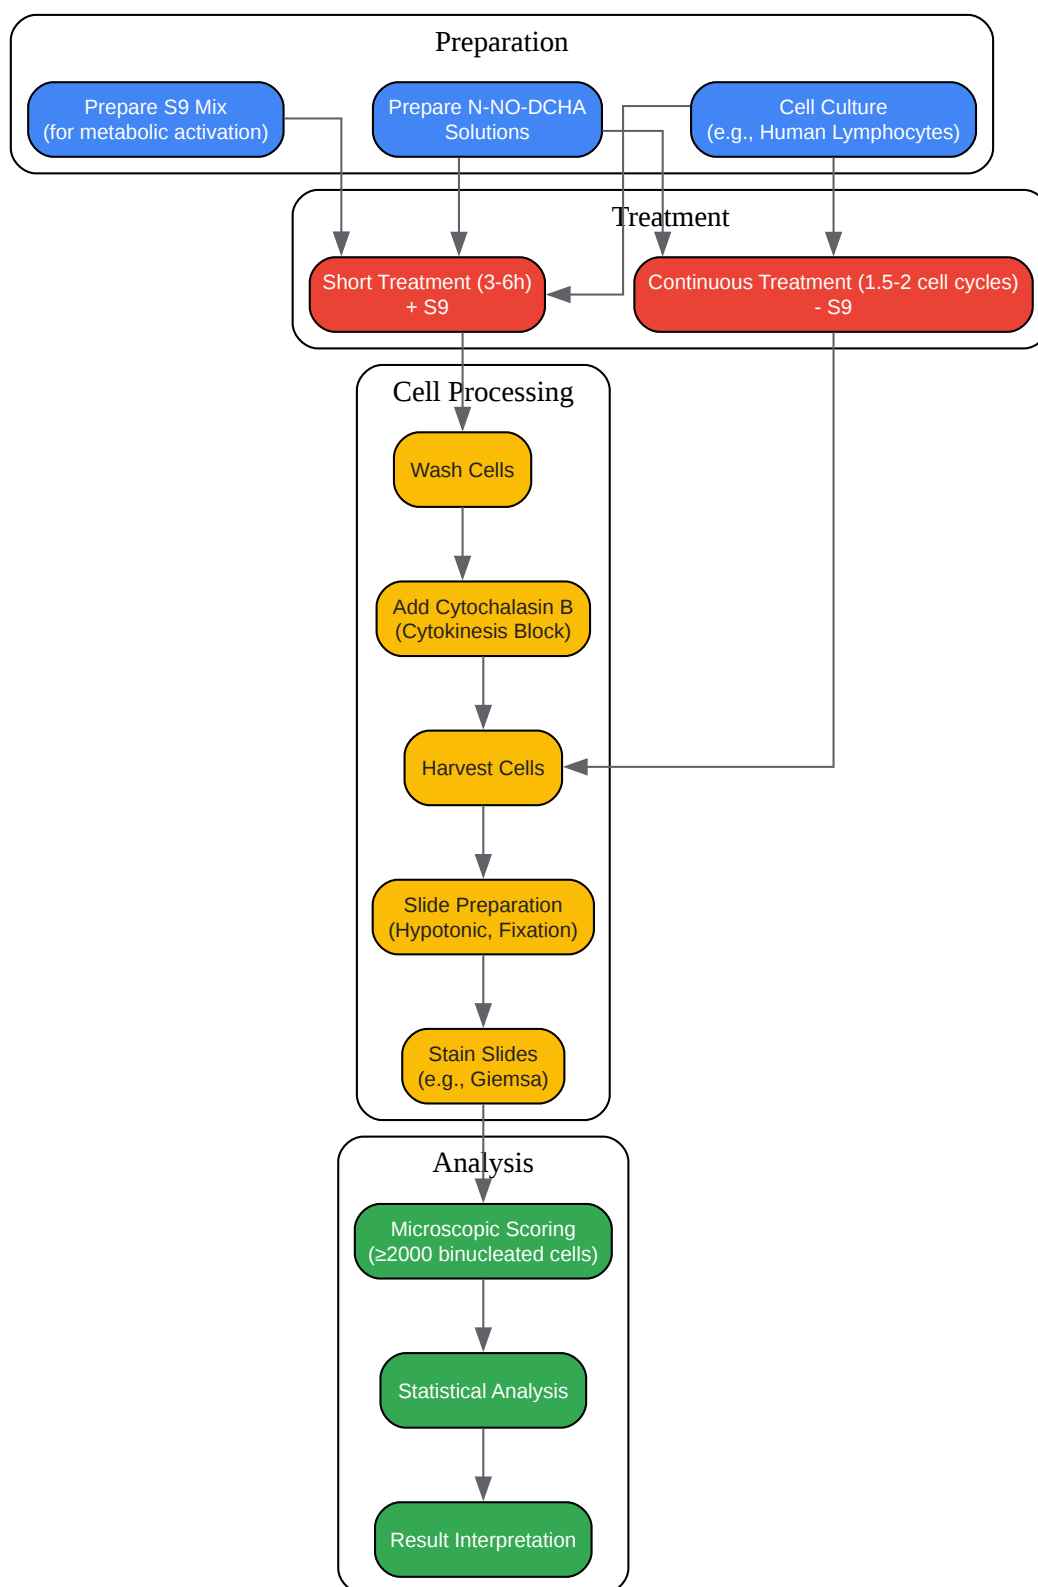 Preparation
Prepare S9 Mix
(for metabolic activation)
Prepare N-NO-DCHA
Solutions
Cell Culture
(e.g., Human Lymphocytes)
Treatment
Short Treatment (3-6h)
+ S9
Continuous Treatment (1.5-2 cell cycles)
- S9
Cell Processing
Wash Cells
Add Cytochalasin B
(Cytokinesis Block)
Harvest Cells
Slide Preparation
(Hypotonic, Fixation)
Stain Slides
(e.g., Giemsa)
Analysis
Microscopic Scoring
(≥2000 binucleated cells)
Statistical Analysis
Result Interpretation